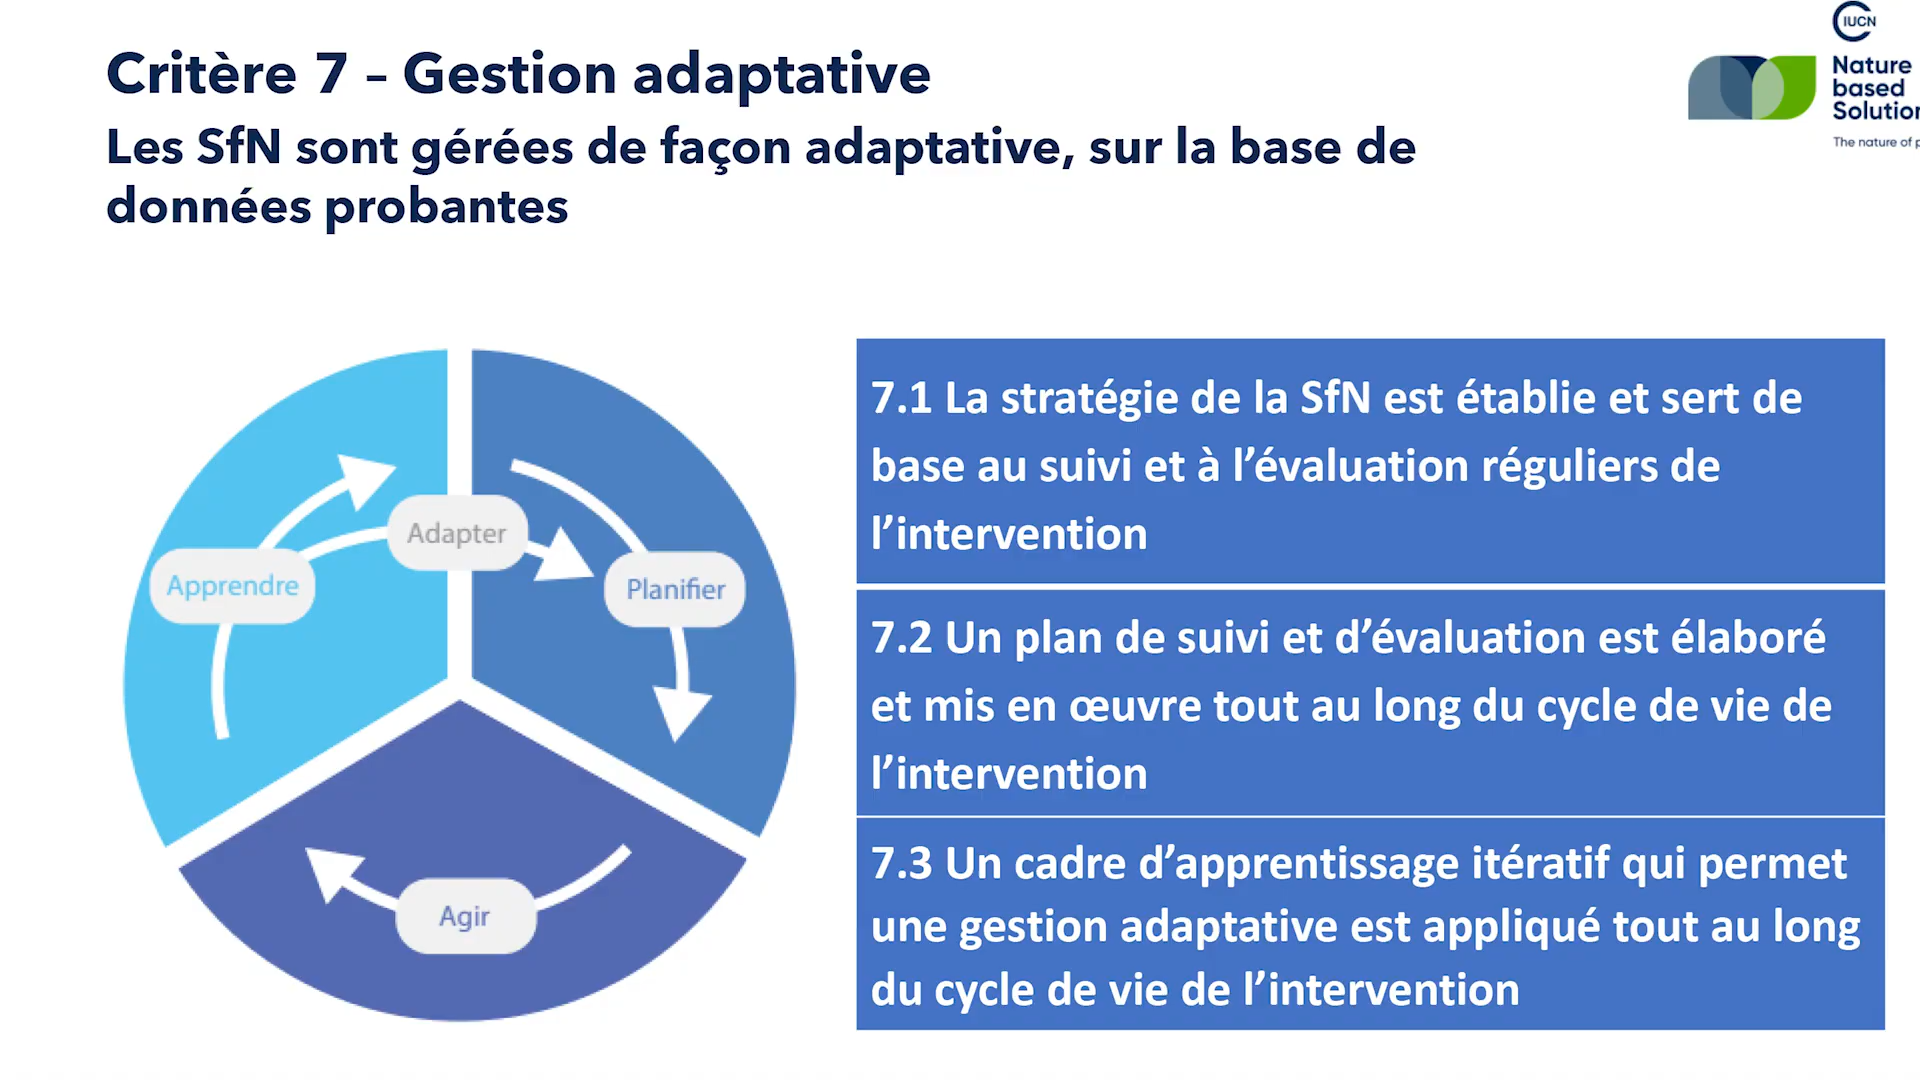 IUCN
Nature
based
Solution
The nature of p
Critère 7 – Gestion adaptative
Les SfN sont gérées de façon adaptative, sur la base de
données probantes
Adapter
Apprendre
Planifier
Agir
7.1 La stratégie de la SfN est établie et sert de
base au suivi et à l’évaluation réguliers de
l’intervention
7.2 Un plan de suivi et d’évaluation est élaboré
et mis en œuvre tout au long du cycle de vie de
l’intervention
7.3 Un cadre d’apprentissage itératif qui permet
une gestion adaptative est appliqué tout au long
du cycle de vie de l’intervention